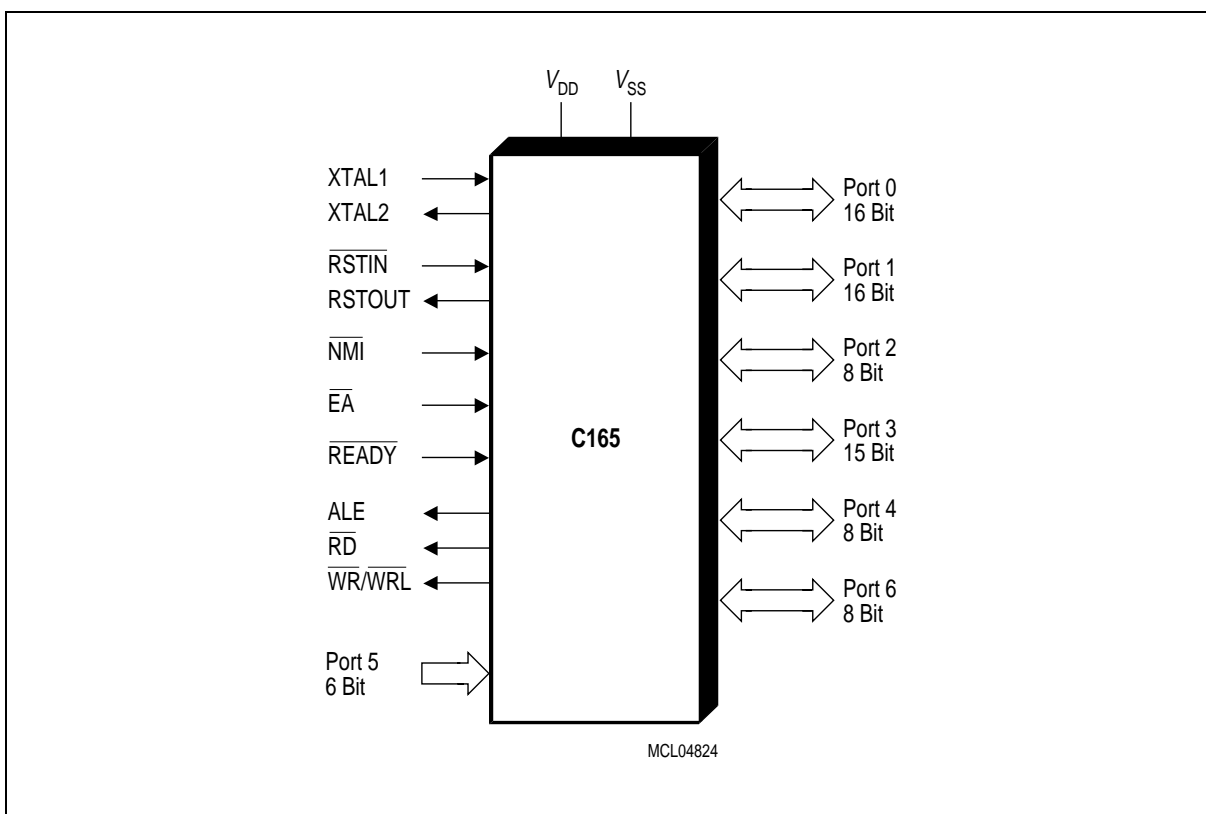 VDD VSS
XTAL1
XTAL2
RSTIN
RSTOUT
NMI
EA
READY
ALE
RD
WR/WRL
Port 5
6 Bit
C165
Port 0
16 Bit
Port 1
16 Bit
Port 2
8 Bit
Port 3
15 Bit
Port 4
8 Bit
Port 6
8 Bit
MCL04824